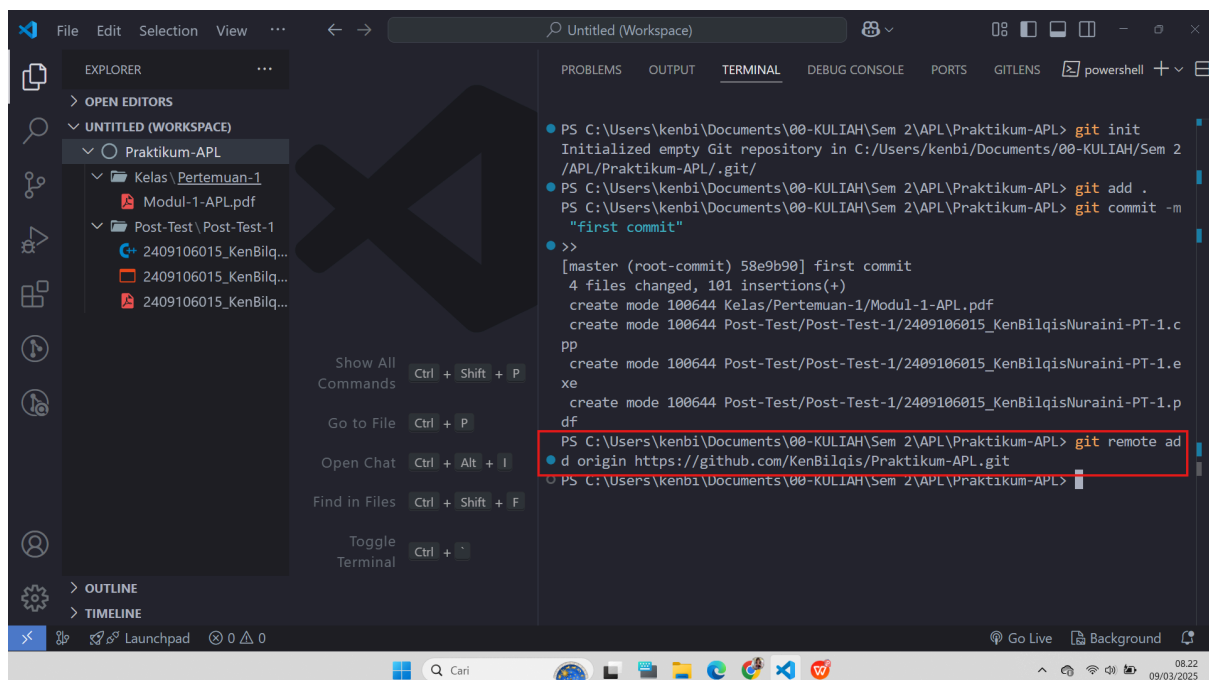 File Edit Selection View ···
Untitled (Workspace)
EXPLORER ···
OPEN EDITORS
UNTITLED (WORKSPACE)
Praktikum-APL
Kelas\Pertemuan-1
Modul-1-APL.pdf
Post-Test\Post-Test-1
2409106015_KenBilq...
2409106015_KenBilq...
2409106015_KenBilq...
OUTLINE
TIMELINE
Show All
Commands Ctrl + Shift + P
Go to File Ctrl + P
Open Chat Ctrl + Alt + I
Find in Files Ctrl + Shift + F
Toggle
Terminal Ctrl + `
PROBLEMS OUTPUT TERMINAL DEBUG CONSOLE PORTS GITLENS powershell
PS C:\Users\kenbi\Documents\00-KULIAH\Sem 2\APL\Praktikum-APL> git init
Initialized empty Git repository in C:/Users/kenbi/Documents/00-KULIAH/Sem 2
/APL/Praktikum-APL/.git/
PS C:\Users\kenbi\Documents\00-KULIAH\Sem 2\APL\Praktikum-APL> git add .
PS C:\Users\kenbi\Documents\00-KULIAH\Sem 2\APL\Praktikum-APL> git commit -m
"first commit"
>>
[master (root-commit) 58e9b90] first commit
4 files changed, 101 insertions(+)
create mode 100644 Kelas/Pertemuan-1/Modul-1-APL.pdf
create mode 100644 Post-Test/Post-Test-1/2409106015_KenBilqisNuraini-PT-1.c
pp
create mode 100644 Post-Test/Post-Test-1/2409106015_KenBilqisNuraini-PT-1.e
xe
create mode 100644 Post-Test/Post-Test-1/2409106015_KenBilqisNuraini-PT-1.p
df
PS C:\Users\kenbi\Documents\00-KULIAH\Sem 2\APL\Praktikum-APL> git remote ad
d origin https://github.com/KenBilqis/Praktikum-APL.git
PS C:\Users\kenbi\Documents\00-KULIAH\Sem 2\APL\Praktikum-APL>
Launchpad 0 0 Go Live Background
Cari
08.22
09/03/2025